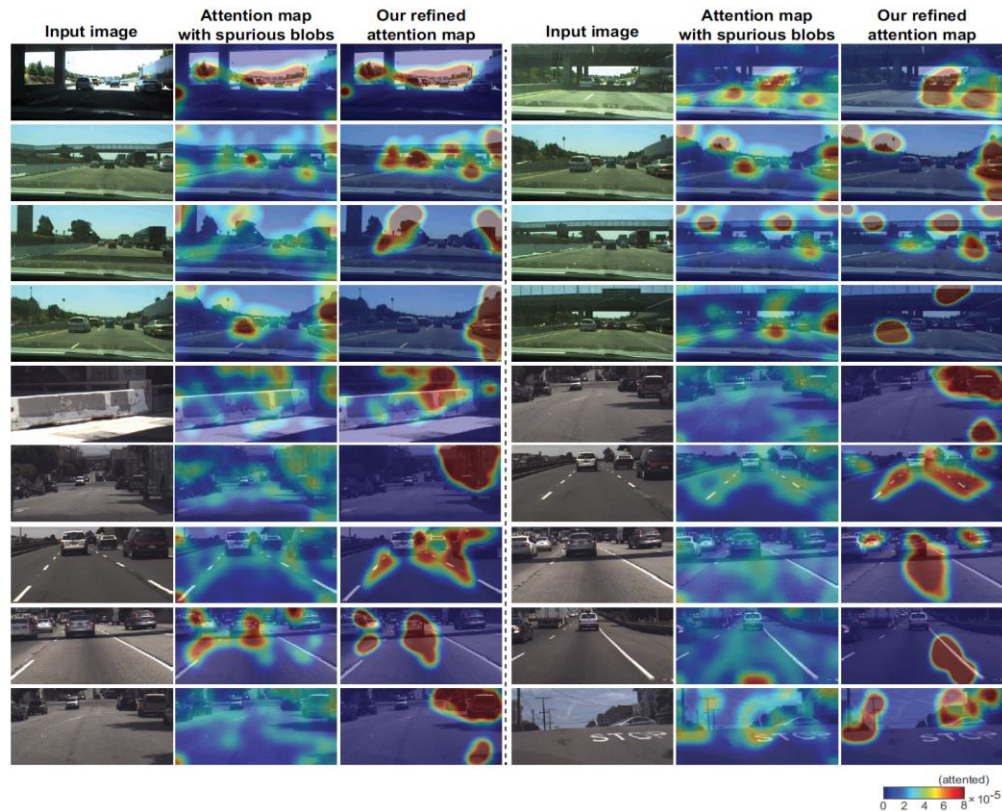 Input image
Attention map
with spurious blobs
Our refined
attention map
Input image
Attention map
with spurious blobs
Our refined
attention map
STOP
STOP
STOP
(attented)
0 2 4 6 8 × 10⁻⁵